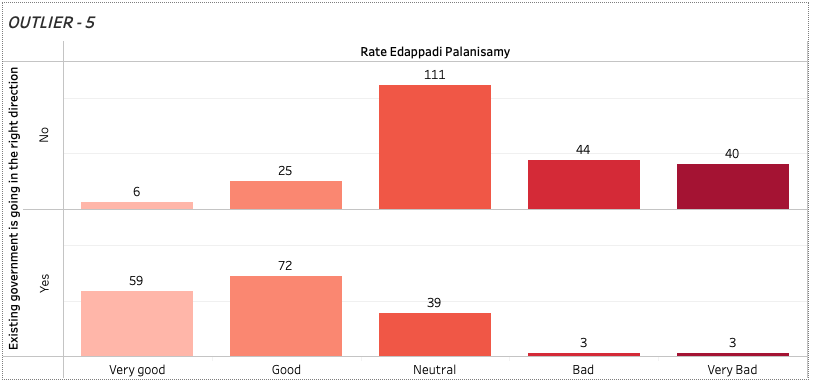 OUTLIER - 5
Rate Edappadi Palanisamy
Existing government is going in the right direction
No
6
25
111
44
40
Yes
59
72
39
3
3
Very good
Good
Neutral
Bad
Very Bad